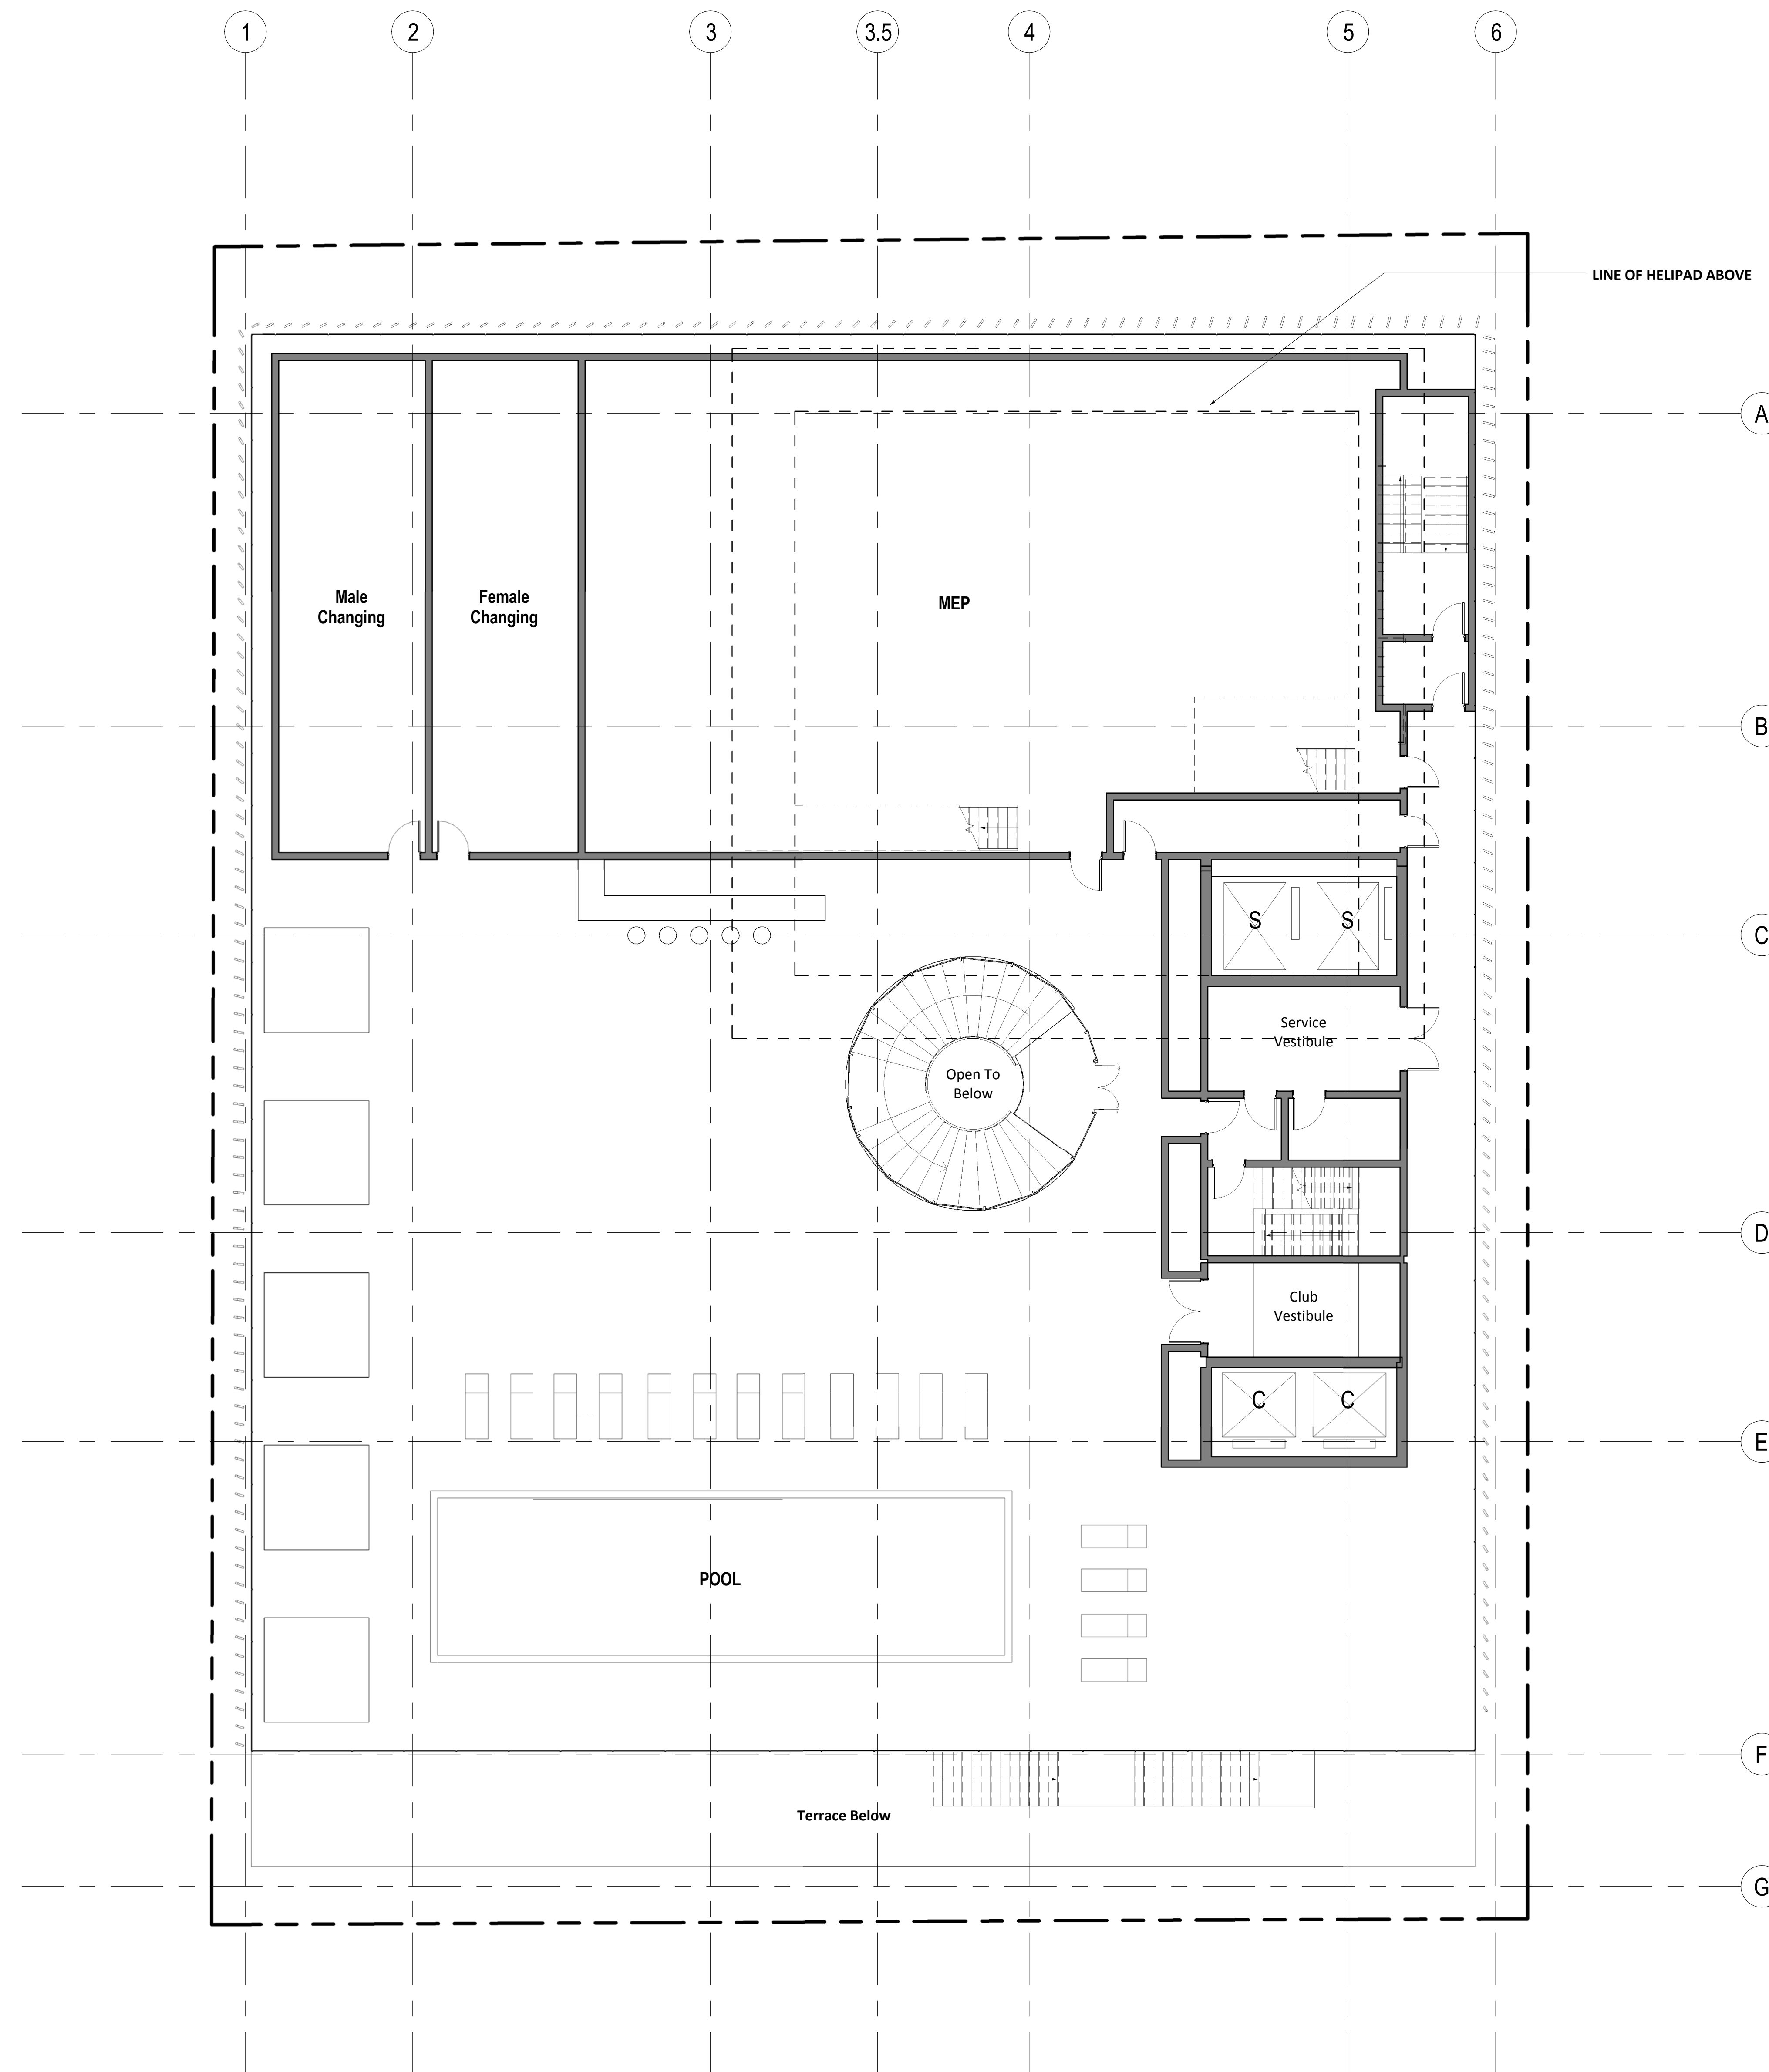 1 2 3 3.5 4 5 6
LINE OF HELIPAD ABOVE
A
Male
Changing
Female
Changing
MEP
B
S S
C
Service
Vestibule
Open To
Below
D
Club
Vestibule
C C
E
POOL
F
Terrace Below
G